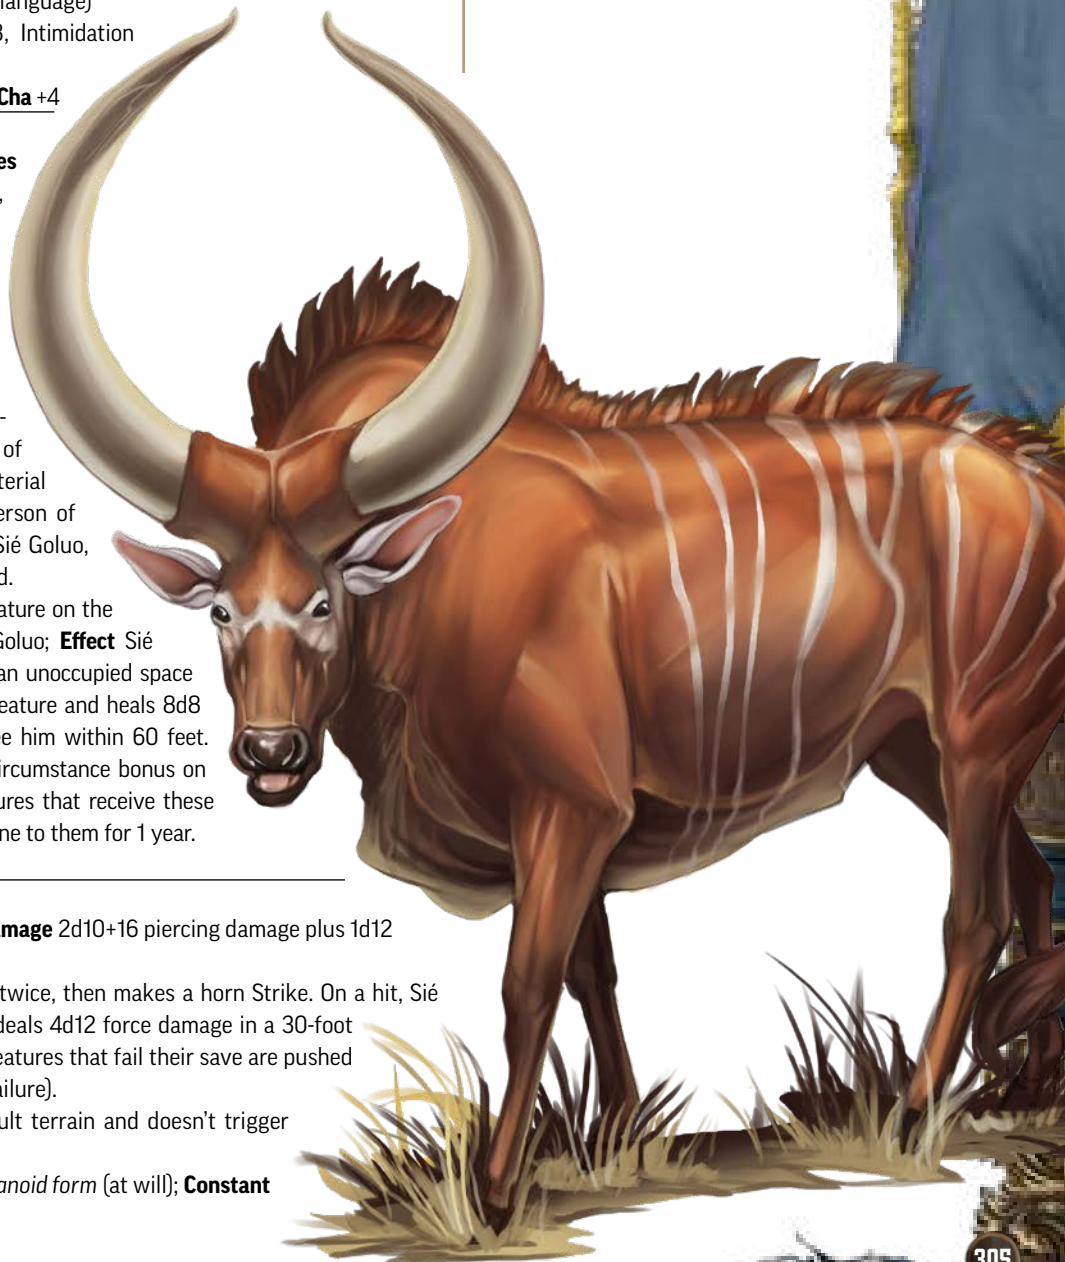 language)
, Intimidation
Cha +4
es
,
-
of
terial
erson of
Sié Goluo,
d.
ature on the
Goluo; Effect Sié
an unoccupied space
eature and heals 8d8
ee him within 60 feet.
ircumstance bonus on
ures that receive these
ne to them for 1 year.
amage 2d10+16 piercing damage plus 1d12
twice, then makes a horn Strike. On a hit, Sié
deals 4d12 force damage in a 30-foot
eatures that fail their save are pushed
ailure).
ult terrain and doesn’t trigger
anoid form (at will); Constant
305